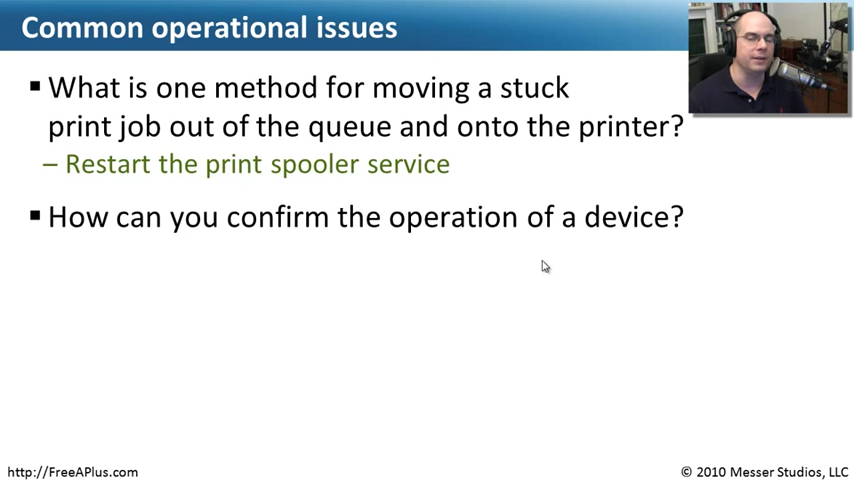 Common operational issues
▪ What is one method for moving a stuck
print job out of the queue and onto the printer?
– Restart the print spooler service
▪ How can you confirm the operation of a device?
http://FreeAPlus.com
© 2010 Messer Studios, LLC